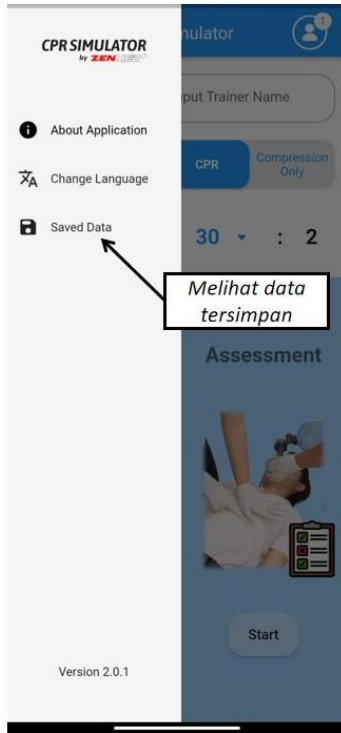 CPR SIMULATOR
by ZENMED+
About Application
Change Language
Saved Data
Version 2.0.1
mulator
1
put Trainer Name
CPR
Compression
Only
30 : 2
Melihat data
tersimpan
Assessment
Start